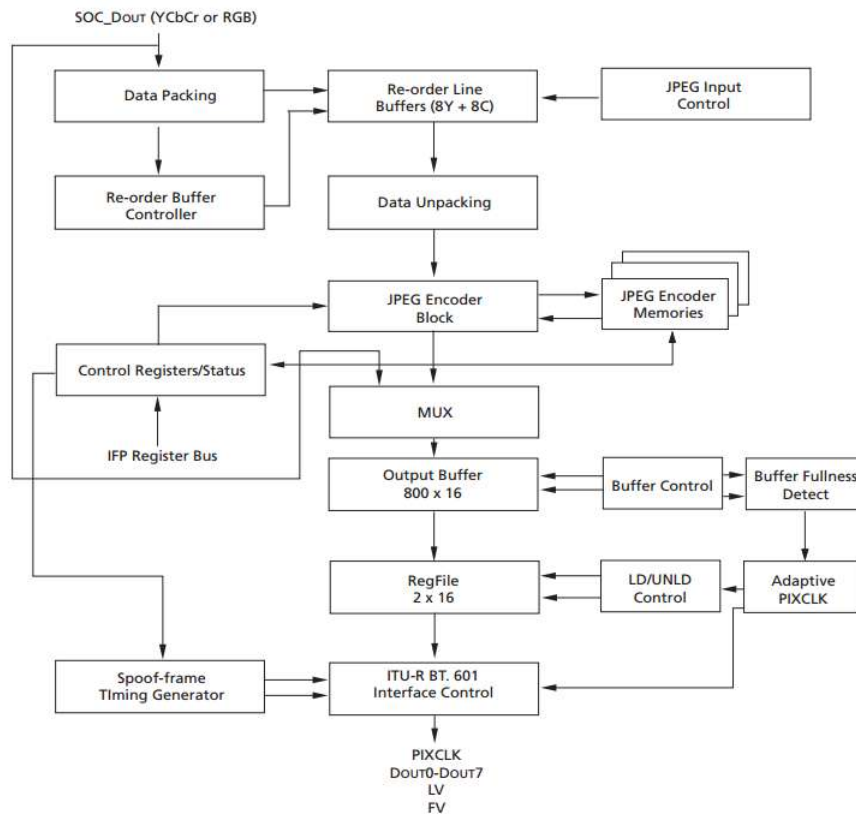 SOC_DOUT (YCbCr or RGB)
Data Packing
Re-order Line
Buffers (8Y + 8C)
JPEG Input
Control
Re-order Buffer
Controller
Data Unpacking
JPEG Encoder
Block
JPEG Encoder
Memories
Control Registers/Status
MUX
IFP Register Bus
Output Buffer
800 x 16
Buffer Control
Buffer Fullness
Detect
RegFile
2 x 16
LD/UNLD
Control
Adaptive
PIXCLK
Spoof-frame
TIming Generator
ITU-R BT. 601
Interface Control
PIXCLK
DOUT0-DOUT7
LV
FV